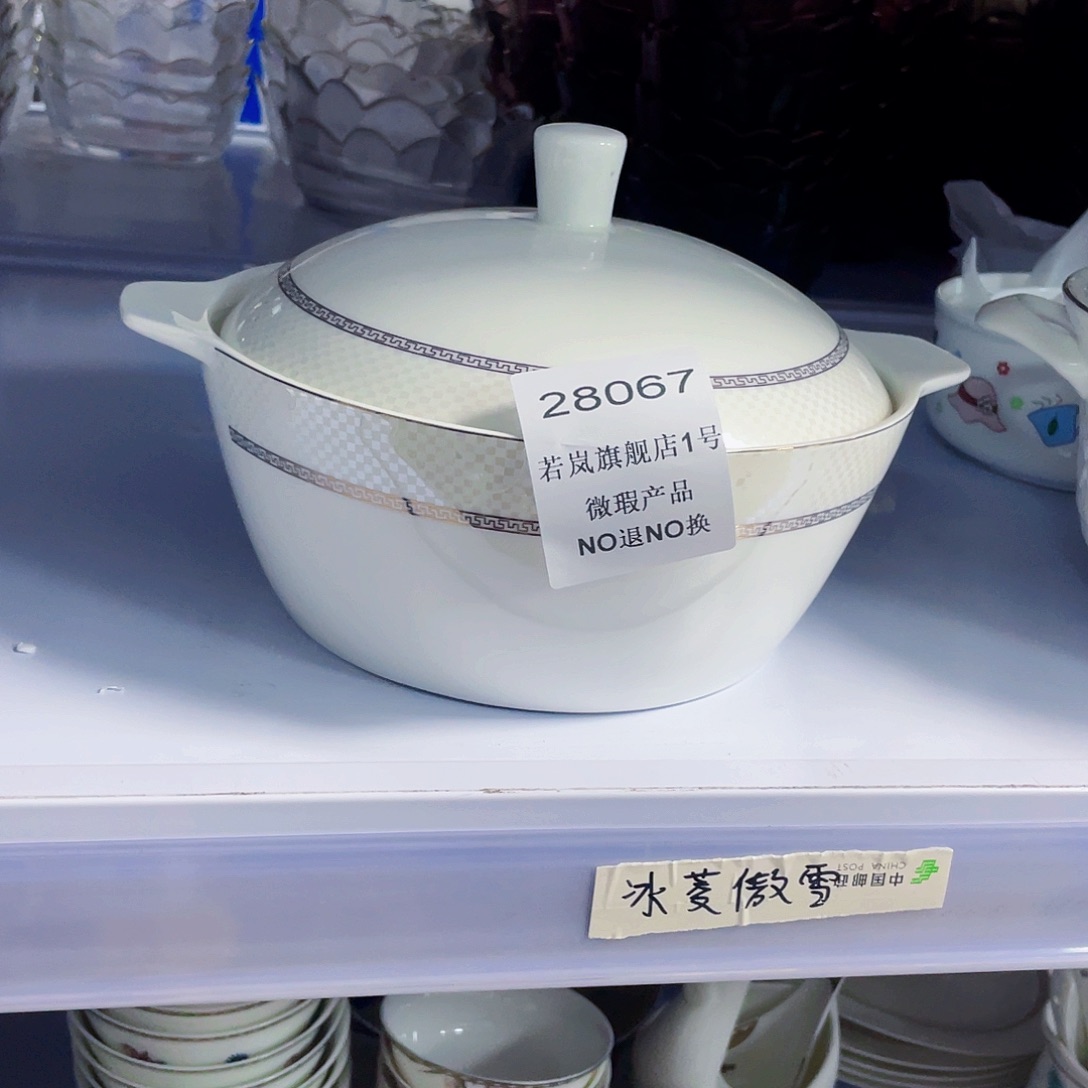 28067
若岚旗舰店1号
微瑕产品
NO退NO换
冰菱傲雪
中国邮政
CHINA POST